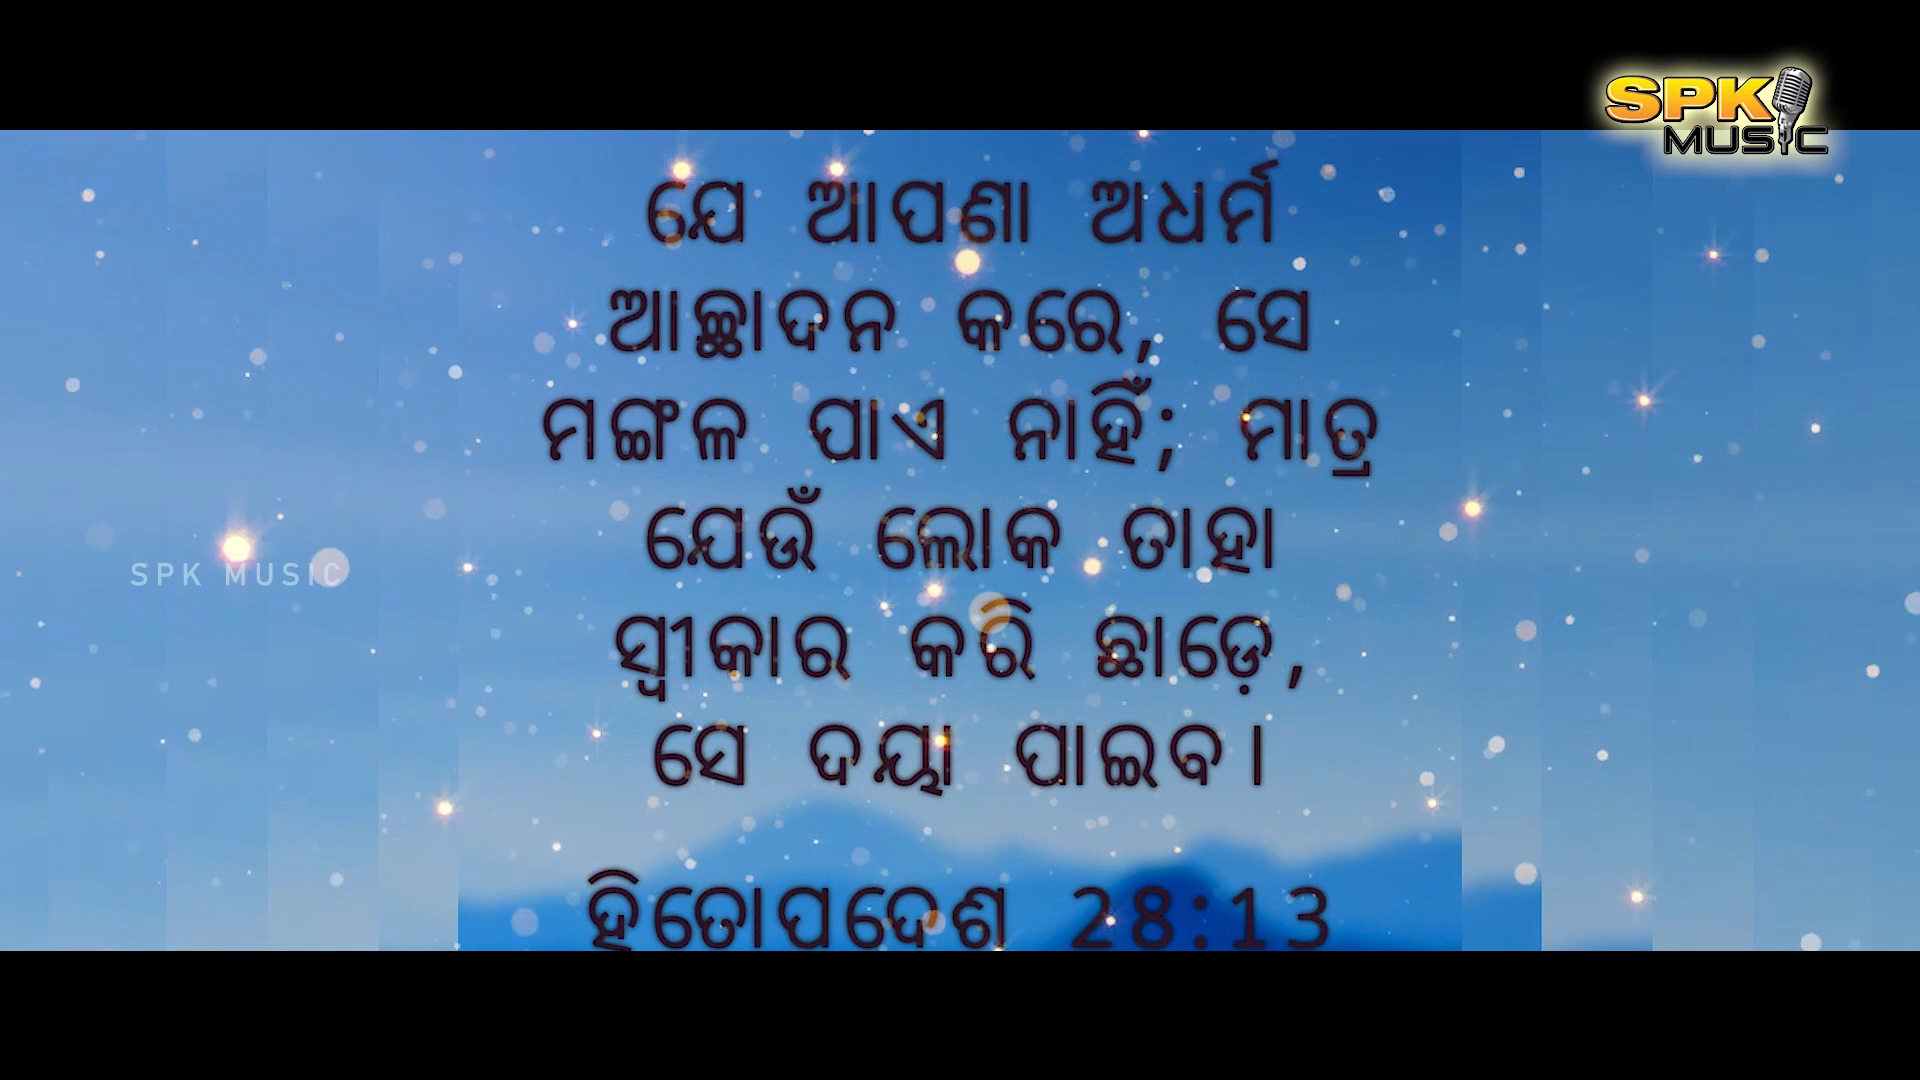 SPK
MUSIC
ଯେ ଆପଣା ଅଧର୍ମ
ଆଚ୍ଛାଦନ କରେ, ସେ
ମଙ୍ଗଳ ପାଏ ନାହିଁ; ମାତ୍ର
ଯେଉଁ ଲୋକ ତାହା
ସ୍ୱୀକାର କରି ଛାଡ଼େ,
ସେ ଦୟା ପାଇବ।
ହିତୋପଦେଶ 28:13
SPK MUSIC